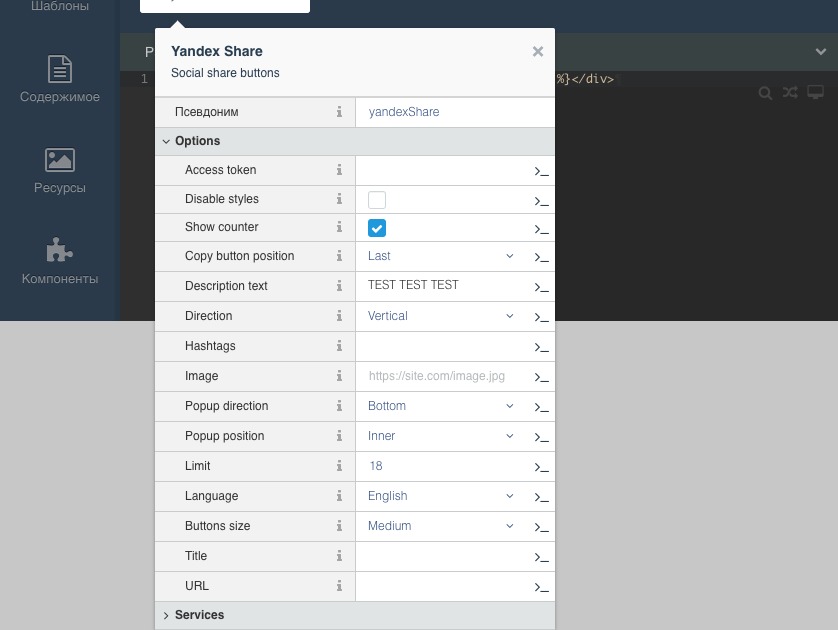 Шаблоны
Содержимое
Ресурсы
Компоненты
P
1
%}</div>
Yandex Share
Social share buttons
Псевдоним yandexShare
Options
Access token
Disable styles
Show counter
Copy button position Last
Description text TEST TEST TEST
Direction Vertical
Hashtags
Image https://site.com/image.jpg
Popup direction Bottom
Popup position Inner
Limit 18
Language English
Buttons size Medium
Title
URL
Services